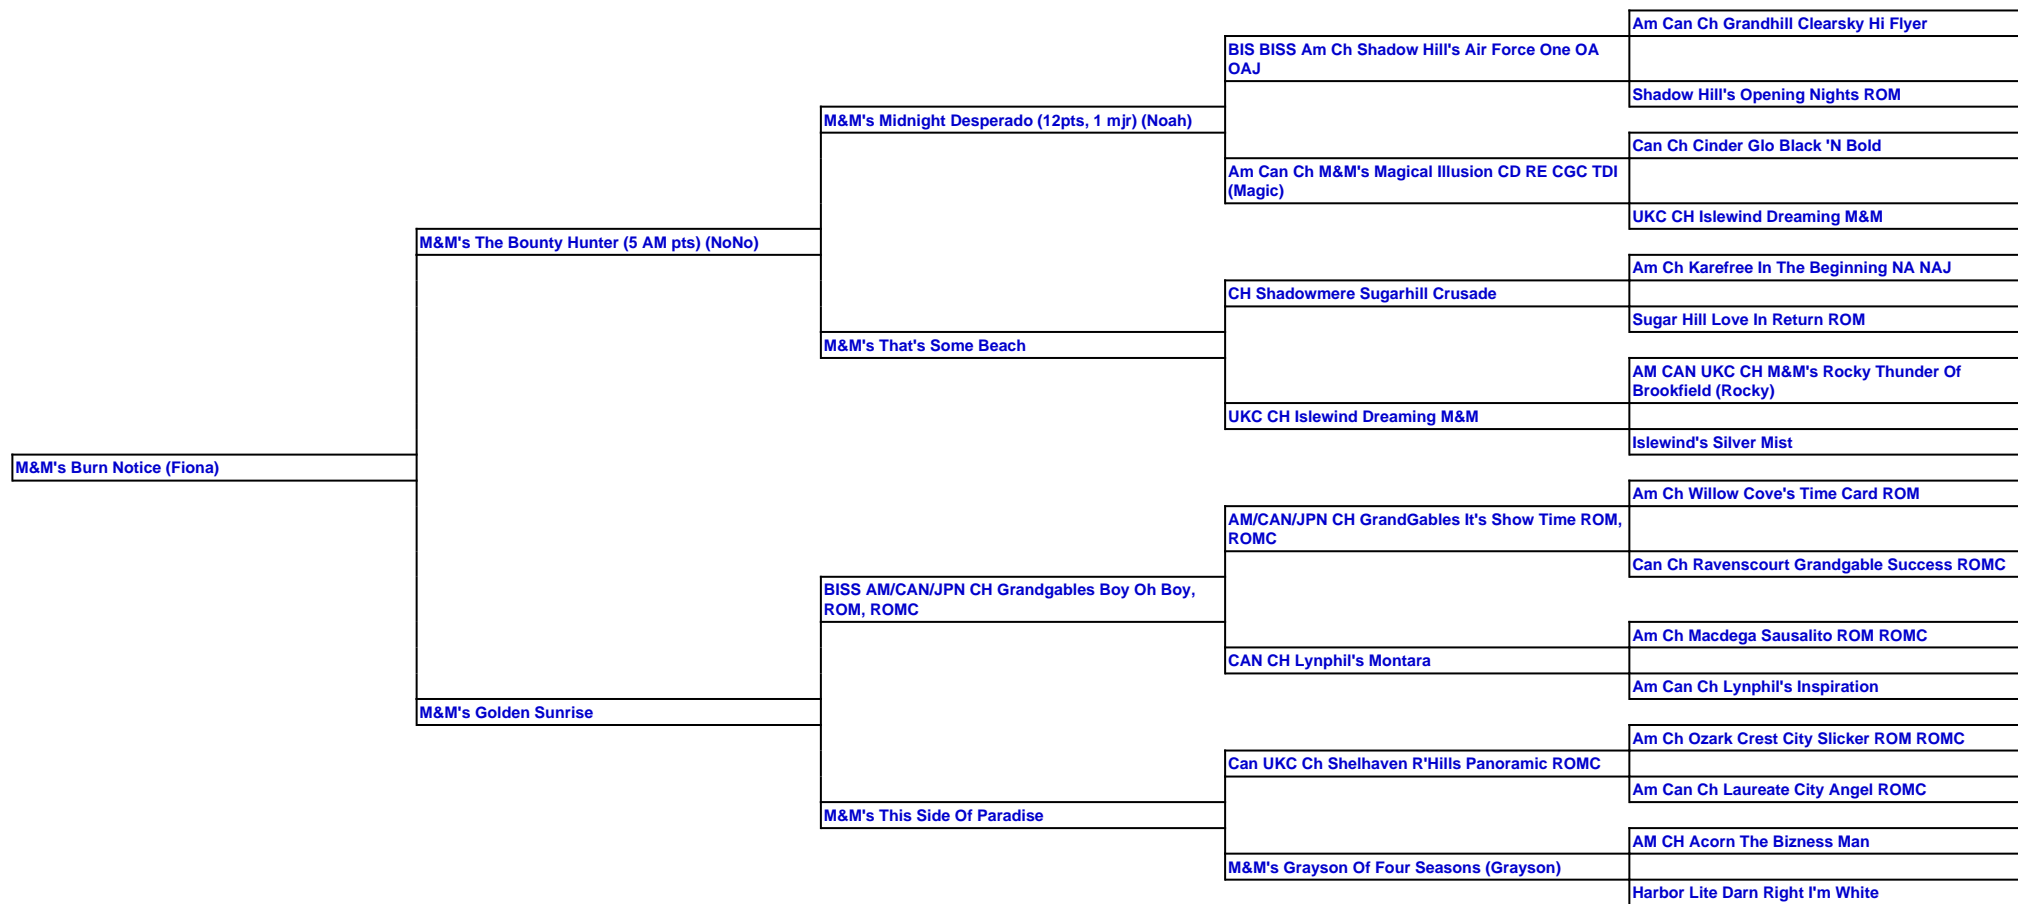 Am Can Ch Grandhill Clearsky Hi Flyer
BIS BISS Am Ch Shadow Hill's Air Force One OA
OAJ
Shadow Hill's Opening Nights ROM
M&M's Midnight Desperado (12pts, 1 mjr) (Noah)
Can Ch Cinder Glo Black 'N Bold
Am Can Ch M&M's Magical Illusion CD RE CGC TDI
(Magic)
UKC CH Islewind Dreaming M&M
M&M's The Bounty Hunter (5 AM pts) (NoNo)
Am Ch Karefree In The Beginning NA NAJ
CH Shadowmere Sugarhill Crusade
Sugar Hill Love In Return ROM
M&M's That's Some Beach
AM CAN UKC CH M&M's Rocky Thunder Of
Brookfield (Rocky)
UKC CH Islewind Dreaming M&M
Islewind's Silver Mist
M&M's Burn Notice (Fiona)
Am Ch Willow Cove's Time Card ROM
AM/CAN/JPN CH GrandGables It's Show Time ROM,
ROMC
Can Ch Ravenscourt Grandgable Success ROMC
BISS AM/CAN/JPN CH Grandgables Boy Oh Boy,
ROM, ROMC
Am Ch Macdega Sausalito ROM ROMC
CAN CH Lynphil's Montara
Am Can Ch Lynphil's Inspiration
M&M's Golden Sunrise
Am Ch Ozark Crest City Slicker ROM ROMC
Can UKC Ch Shelhaven R'Hills Panoramic ROMC
Am Can Ch Laureate City Angel ROMC
M&M's This Side Of Paradise
AM CH Acorn The Bizness Man
M&M's Grayson Of Four Seasons (Grayson)
Harbor Lite Darn Right I'm White